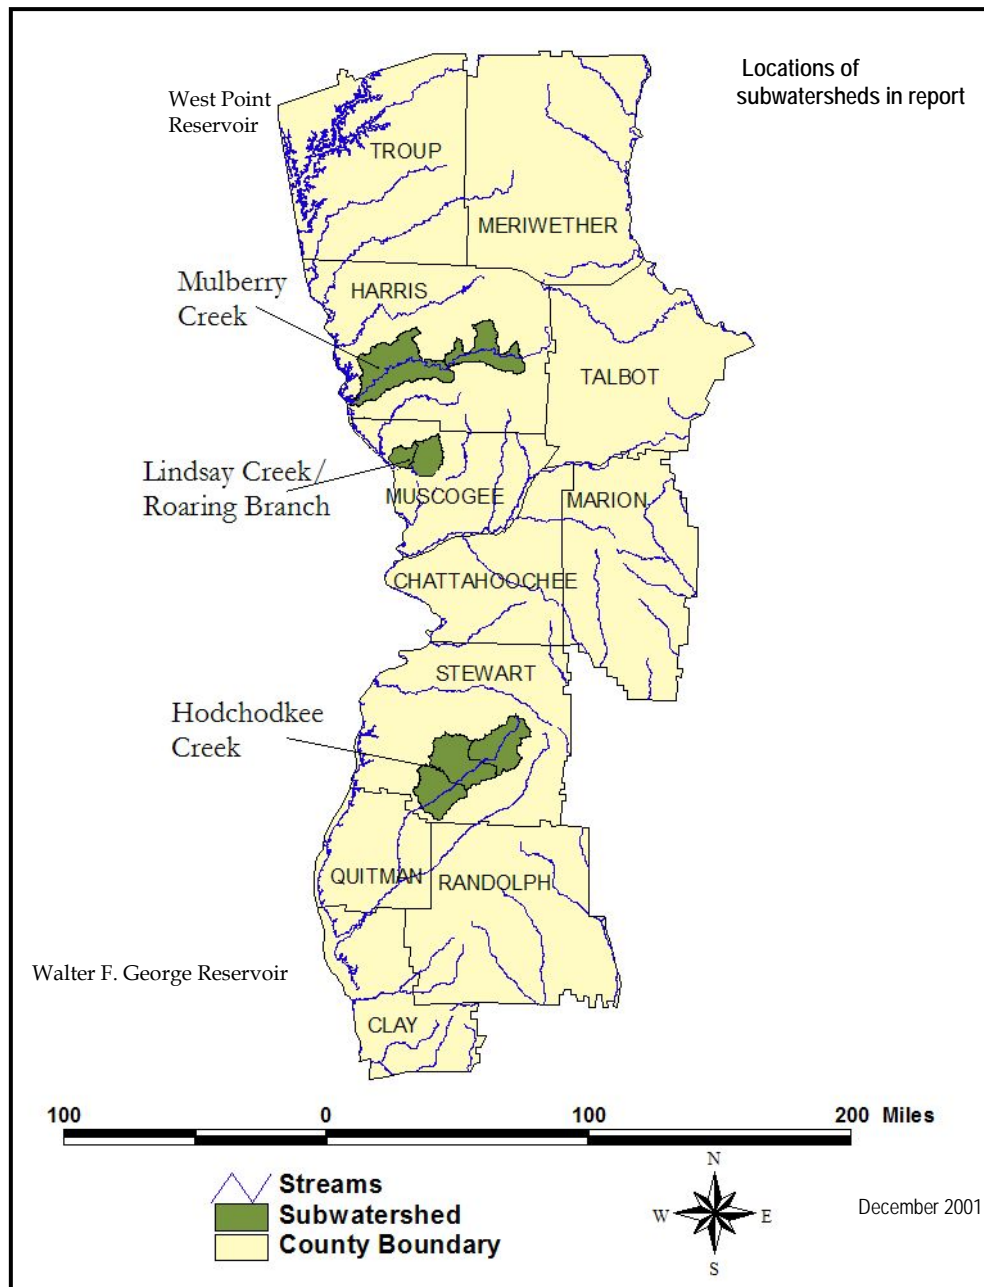 Locations of
subwatersheds in report
West Point
Reservoir
TROUP
MERIWETHER
Mulberry
Creek
HARRIS
TALBOT
Lindsay Creek/
Roaring Branch
MUSCOGEE
MARION
CHATTAHOOCHEE
STEWART
Hodchodkee
Creek
QUITMAN
RANDOLPH
Walter F. George Reservoir
CLAY
100 0 100 200 Miles
Streams
Subwatershed
County Boundary
N
W E
S
December 2001